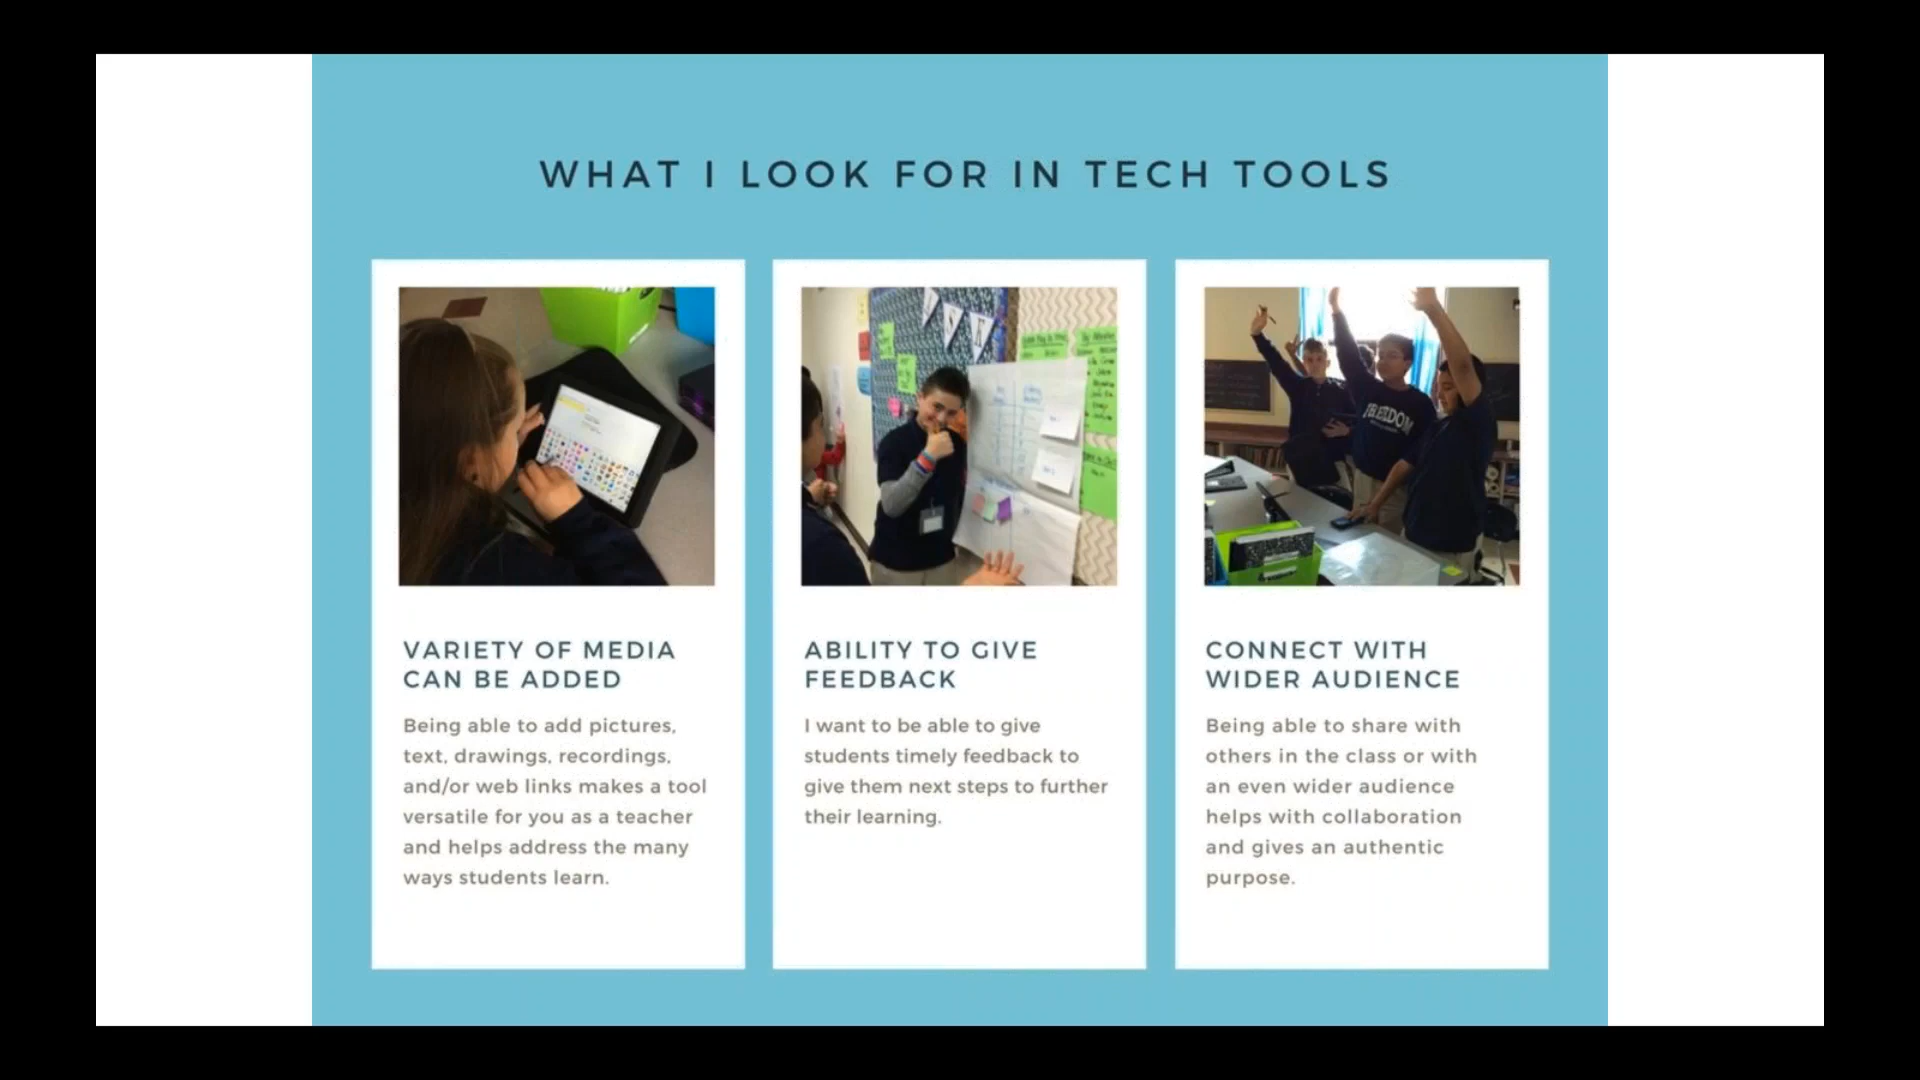 WHAT I LOOK FOR IN TECH TOOLS
VARIETY OF MEDIA
CAN BE ADDED
Being able to add pictures,
text, drawings, recordings,
and/or web links makes a tool
versatile for you as a teacher
and helps address the many
ways students learn.
ABILITY TO GIVE
FEEDBACK
I want to be able to give
students timely feedback to
give them next steps to further
their learning.
FREEDOM
CONNECT WITH
WIDER AUDIENCE
Being able to share with
others in the class or with
an even wider audience
helps with collaboration
and gives an authentic
purpose.